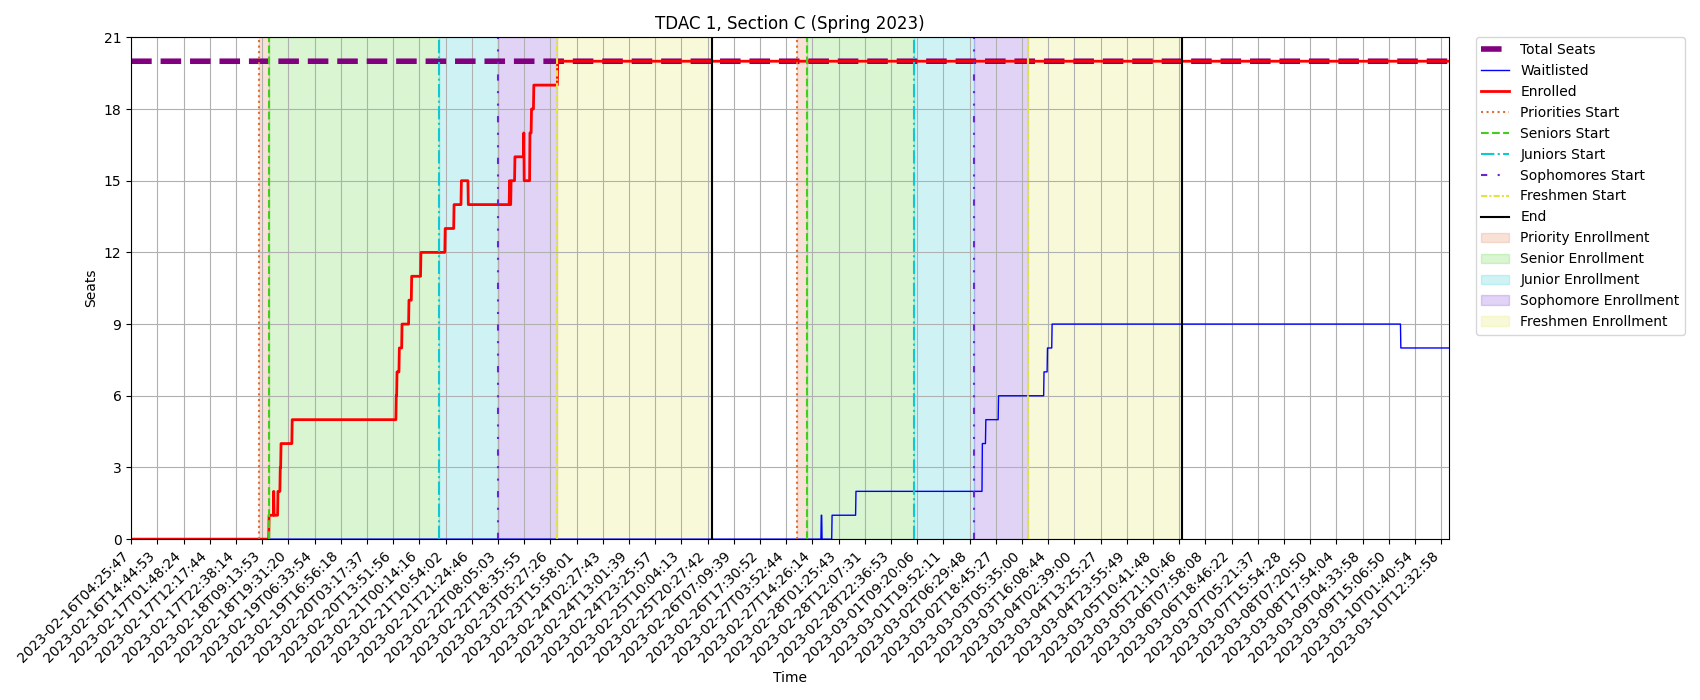 TDAC 1, Section C (Spring 2023)
21
18
15
12
9
6
3
0
Seats
2023-02-16T04:25:47
2023-02-16T14:44:53
2023-02-17T01:48:24
2023-02-17T12:17:44
2023-02-17T22:38:14
2023-02-18T09:13:53
2023-02-18T19:31:20
2023-02-19T06:33:54
2023-02-19T16:56:18
2023-02-20T03:17:37
2023-02-20T13:51:56
2023-02-21T00:14:16
2023-02-21T10:54:02
2023-02-21T21:24:46
2023-02-22T08:05:03
2023-02-22T18:35:55
2023-02-23T05:27:26
2023-02-23T15:58:01
2023-02-24T02:27:43
2023-02-24T13:01:39
2023-02-24T23:25:57
2023-02-25T10:04:13
2023-02-25T20:27:42
2023-02-26T07:09:39
2023-02-26T17:30:52
2023-02-27T03:52:44
2023-02-27T14:26:14
2023-02-28T01:25:43
2023-02-28T12:07:31
2023-02-28T22:36:53
2023-03-01T09:20:06
2023-03-01T19:52:11
2023-03-02T06:29:48
2023-03-02T18:45:27
2023-03-03T05:35:00
2023-03-03T16:08:44
2023-03-04T02:39:00
2023-03-04T13:25:27
2023-03-04T23:55:49
2023-03-05T10:41:48
2023-03-05T21:10:46
2023-03-06T07:58:08
2023-03-06T18:46:22
2023-03-07T05:21:37
2023-03-07T15:54:28
2023-03-08T07:20:50
2023-03-08T17:54:04
2023-03-09T04:33:58
2023-03-09T15:06:50
2023-03-10T01:40:54
2023-03-10T12:32:58
Time
Total Seats
Waitlisted
Enrolled
Priorities Start
Seniors Start
Juniors Start
Sophomores Start
Freshmen Start
End
Priority Enrollment
Senior Enrollment
Junior Enrollment
Sophomore Enrollment
Freshmen Enrollment